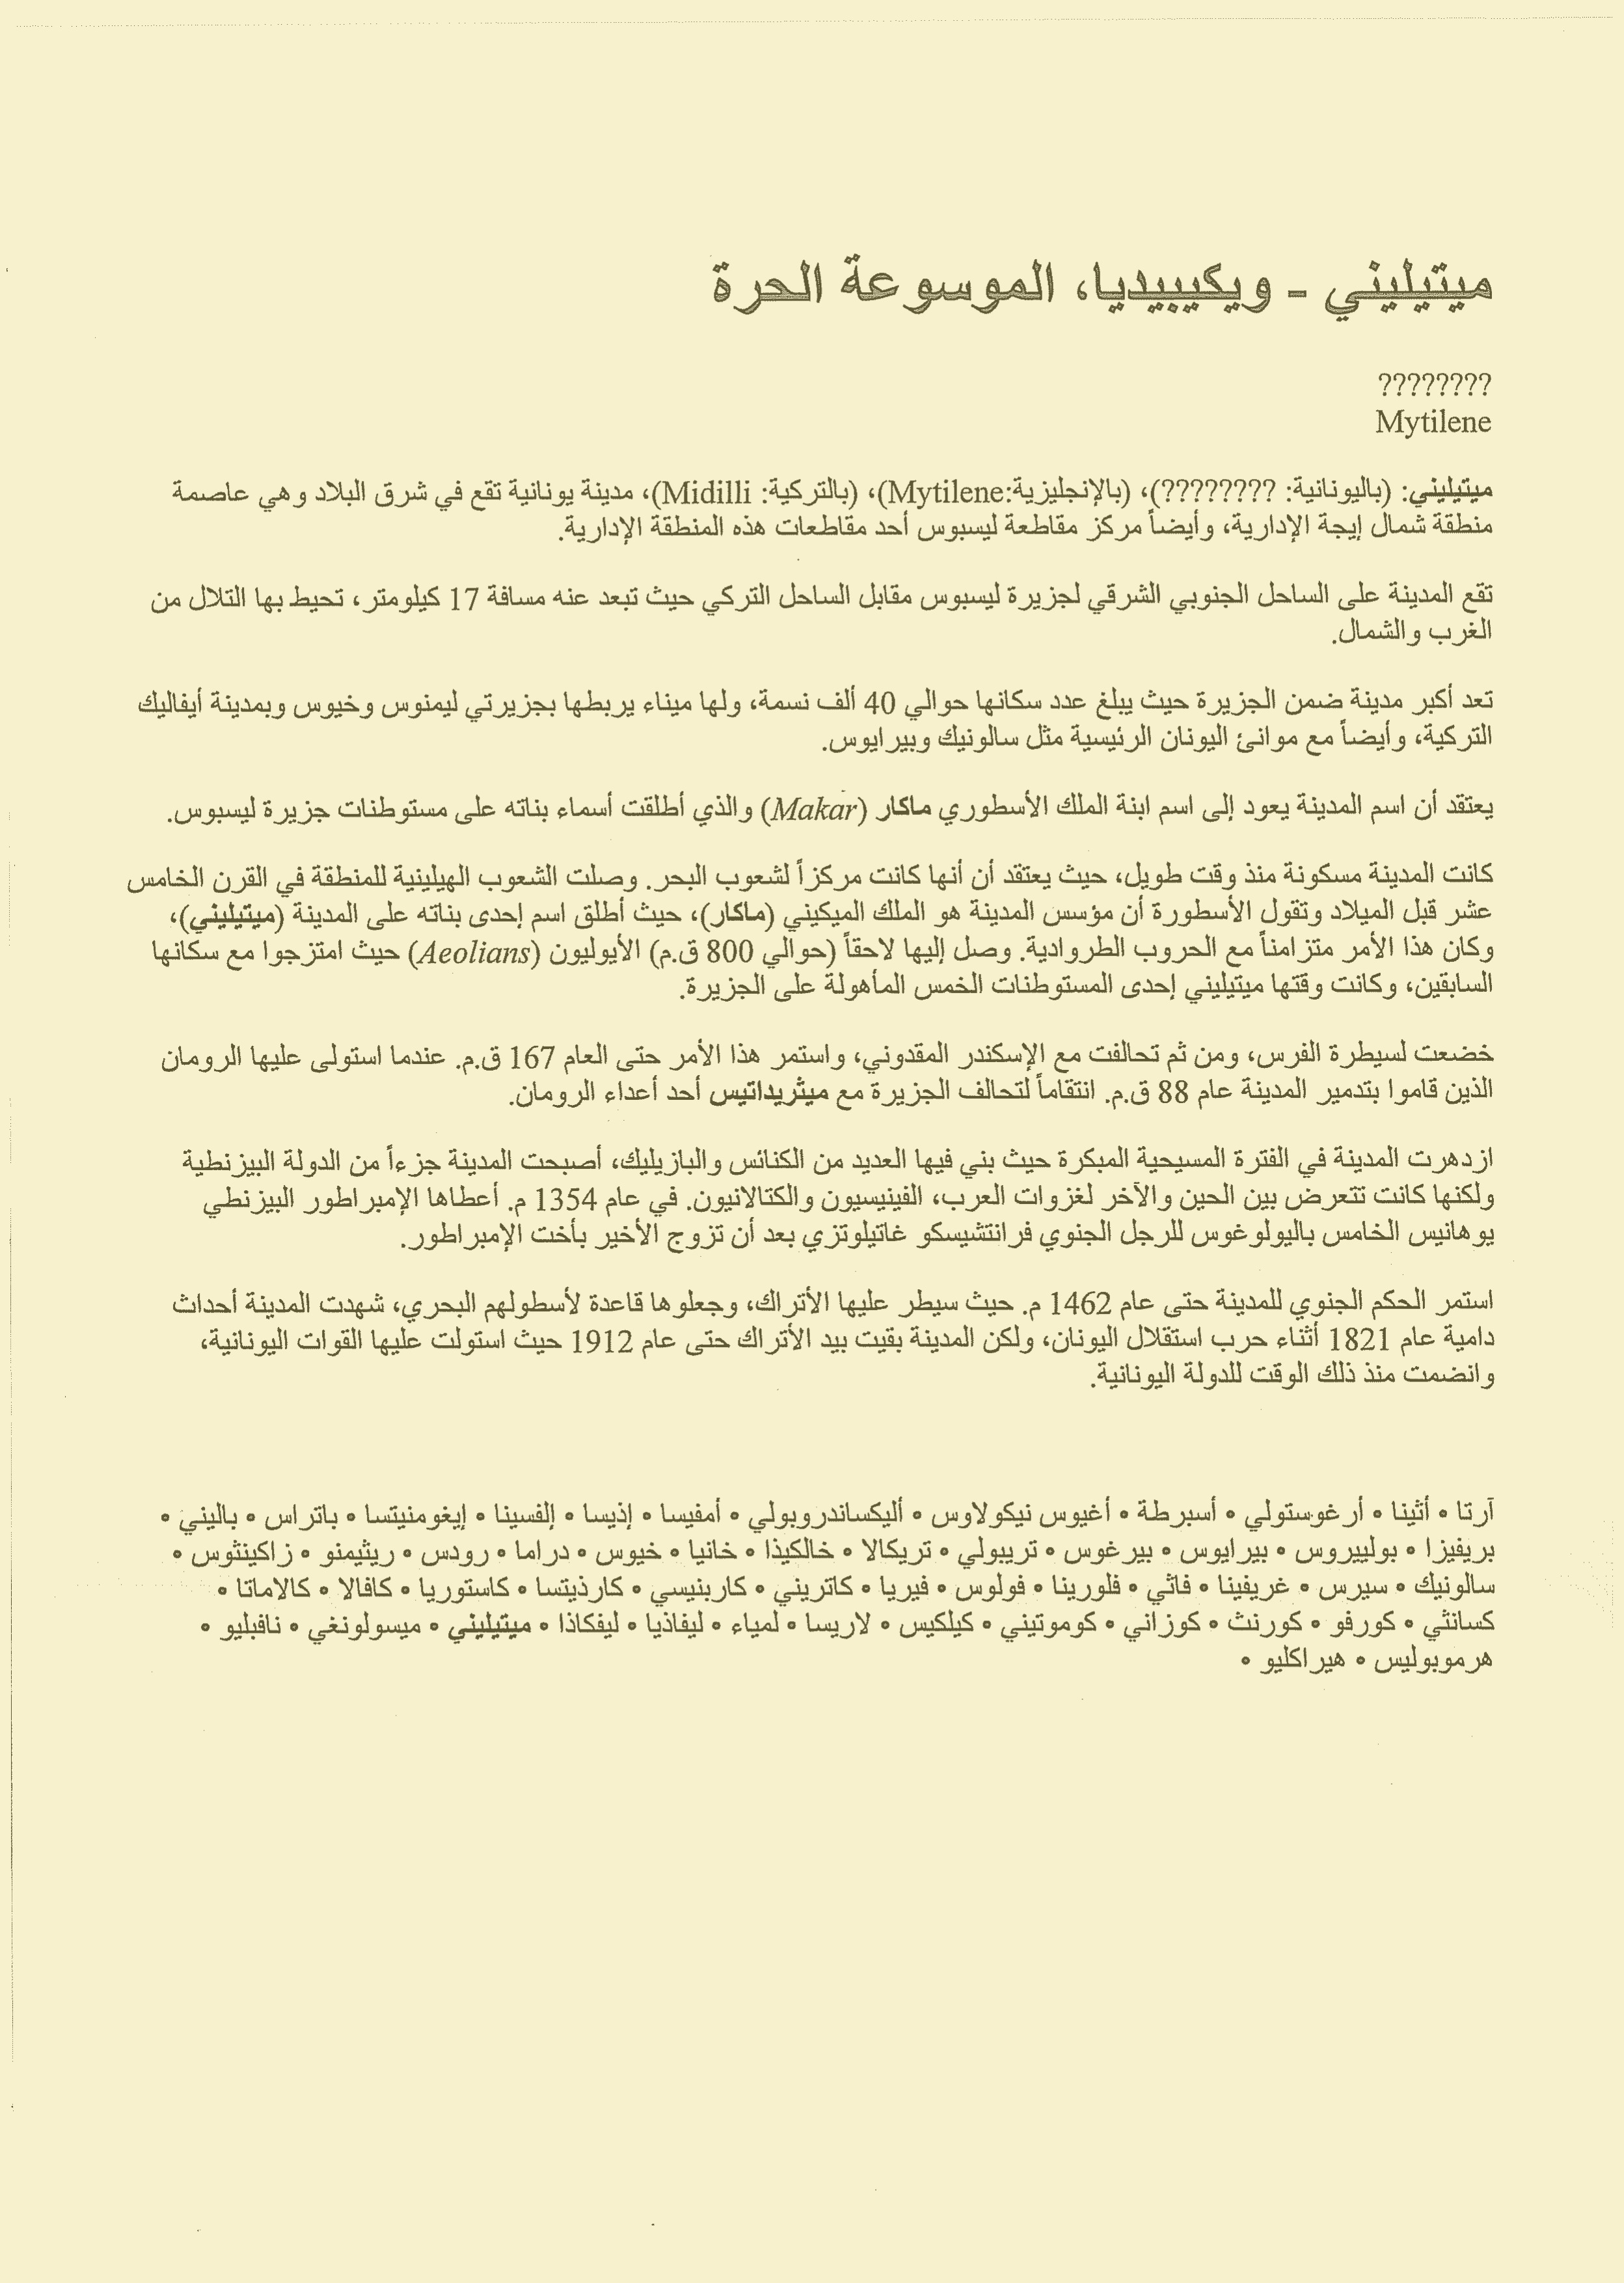 ميتيليني - ويكيبيديا، الموسوعة الحرة
????????
Mytilene
ميتيليني: (باليونانية: ????????)، (بالإنجليزية:Mytilene)، (بالتركية: Midilli)، مدينة يونانية تقع في شرق البلاد وهي عاصمة
منطقة شمال إيجة الإدارية، وأيضاً مركز مقاطعة ليسبوس أحد مقاطعات هذه المنطقة الإدارية.
تقع المدينة على الساحل الجنوبي الشرقي لجزيرة ليسبوس مقابل الساحل التركي حيث تبعد عنه مسافة 17 كيلومتر، تحيط بها التلال من
الغرب والشمال.
تعد أكبر مدينة ضمن الجزيرة حيث يبلغ عدد سكانها حوالي 40 ألف نسمة، ولها ميناء يربطها بجزيرتي ليمنوس وخيوس وبمدينة أيفاليك
التركية، وأيضاً مع موانئ اليونان الرئيسية مثل سالونيك وبيرايوس.
يعتقد أن اسم المدينة يعود إلى اسم ابنة الملك الأسطوري ماكار (Makar) والذي أطلقت أسماء بناته على مستوطنات جزيرة ليسبوس.
كانت المدينة مسكونة منذ وقت طويل، حيث يعتقد أن أنها كانت مركزاً لشعوب البحر. وصلت الشعوب الهيلينية للمنطقة في القرن الخامس
عشر قبل الميلاد وتقول الأسطورة أن مؤسس المدينة هو الملك الميكيني (ماكار)، حيث أطلق اسم إحدى بناته على المدينة (ميتيليني)،
وكان هذا الأمر متزامناً مع الحروب الطروادية. وصل إليها لاحقاً (حوالي 800 ق.م) الأيوليون (Aeolians) حيث امتزجوا مع سكانها
السابقين، وكانت وقتها ميتيليني إحدى المستوطنات الخمس المأهولة على الجزيرة.
خضعت لسيطرة الفرس، ومن ثم تحالفت مع الإسكندر المقدوني، واستمر هذا الأمر حتى العام 167 ق.م. عندما استولى عليها الرومان
الذين قاموا بتدمير المدينة عام 88 ق.م. انتقاماً لتحالف الجزيرة مع ميثريداتيس أحد أعداء الرومان.
ازدهرت المدينة في الفترة المسيحية المبكرة حيث بني فيها العديد من الكنائس والبازيليك، أصبحت المدينة جزءاً من الدولة البيزنطية
ولكنها كانت تتعرض بين الحين والآخر لغزوات العرب، الفينيسيون والكتالانيون. في عام 1354 م. أعطاها الإمبراطور البيزنطي
يوهانيس الخامس باليولوغوس للرجل الجنوي فرانتشيسكو غاتيلوتزي بعد أن تزوج الأخير بأخت الإمبراطور.
استمر الحكم الجنوي للمدينة حتى عام 1462 م. حيث سيطر عليها الأتراك، وجعلوها قاعدة لأسطولهم البحري، شهدت المدينة أحداث
دامية عام 1821 أثناء حرب استقلال اليونان، ولكن المدينة بقيت بيد الأتراك حتى عام 1912 حيث استولت عليها القوات اليونانية،
وانضمت منذ ذلك الوقت للدولة اليونانية.
آرتا • أثينا • أرغوستولي • أسبرطة • أغيوس نيكولاوس • أليكساندروبولي • أمفيسا • إذيسا • إلفسينا • إيغومنيتسا • باتراس • باليني •
بريفيزا • بولييروس • بيرايوس • بيرغوس • تريبولي • تريكالا • خالكيذا • خانيا • خيوس • دراما • رودس • ريثيمنو • زاكينثوس •
سالونيك • سيرس • غريفينا • فاثي • فلورينا • فولوس • فيريا • كاتريني • كاربنيسي • كارذيتسا • كاستوريا • كافالا • كالاماتا •
كسانثي • كورفو • كورنث • كوزاني • كوموتيني • كيلكيس • لاريسا • لمياء • ليفاذيا • ليفكاذا • ميتيليني • ميسولونغي • نافبليو •
هرموبوليس • هيراكليو •